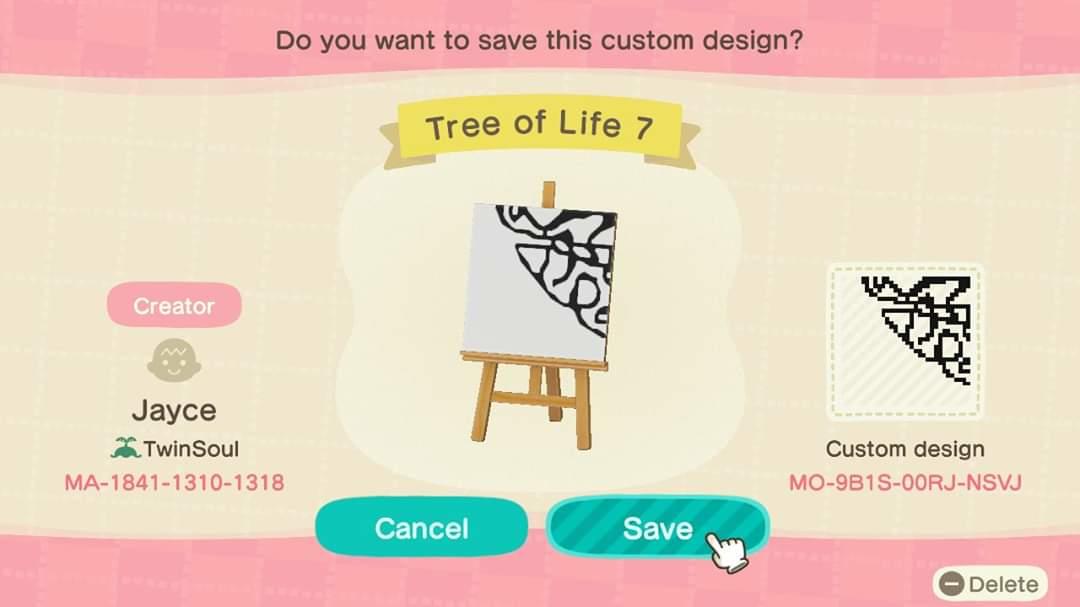 Do you want to save this custom design?
Tree of Life 7
Creator
Jayce
TwinSoul
MA-1841-1310-1318
Custom design
MO-9B1S-00RJ-NSVJ
Cancel
Save
Delete